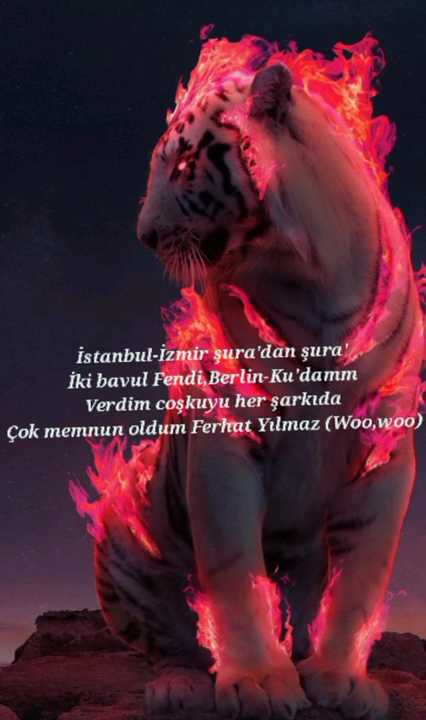 İstanbul-İzmir şura'dan şura'
İki bavul Fendi,Berlin-Ku'damm
Verdim coşkuyu her şarkıda
Çok memnun oldum Ferhat Yılmaz (Woo,woo)